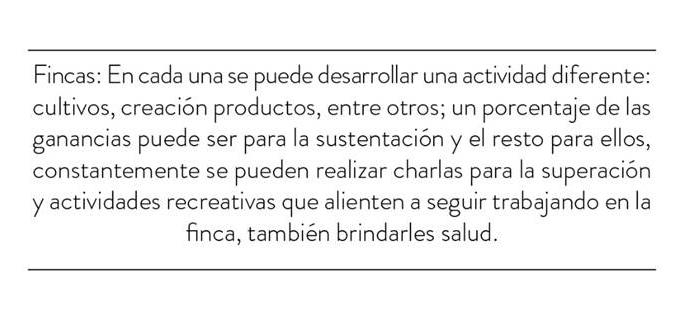 Fincas: En cada una se puede desarrollar una actividad diferente:
cultivos, creación productos, entre otros; un porcentaje de las
ganancias puede ser para la sustentación y el resto para ellos,
constantemente se pueden realizar charlas para la superación
y actividades recreativas que alienten a seguir trabajando en la
finca, también brindarles salud.